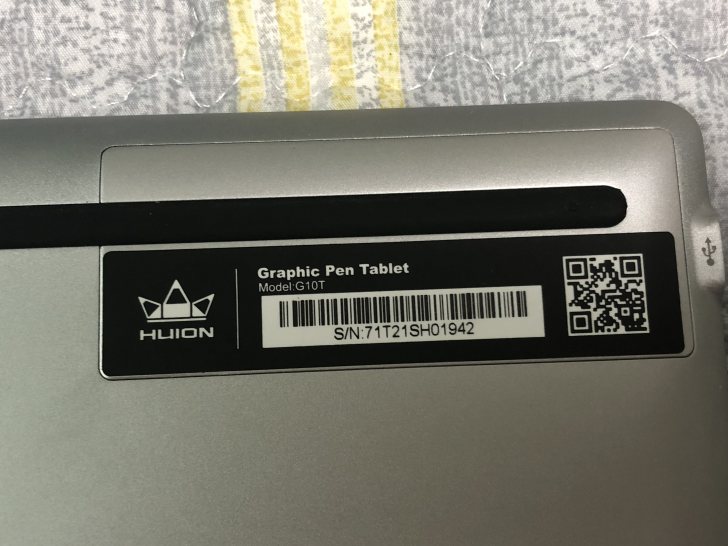 HUION
Graphic Pen Tablet
Model:G10T
S/N:71T21SH01942